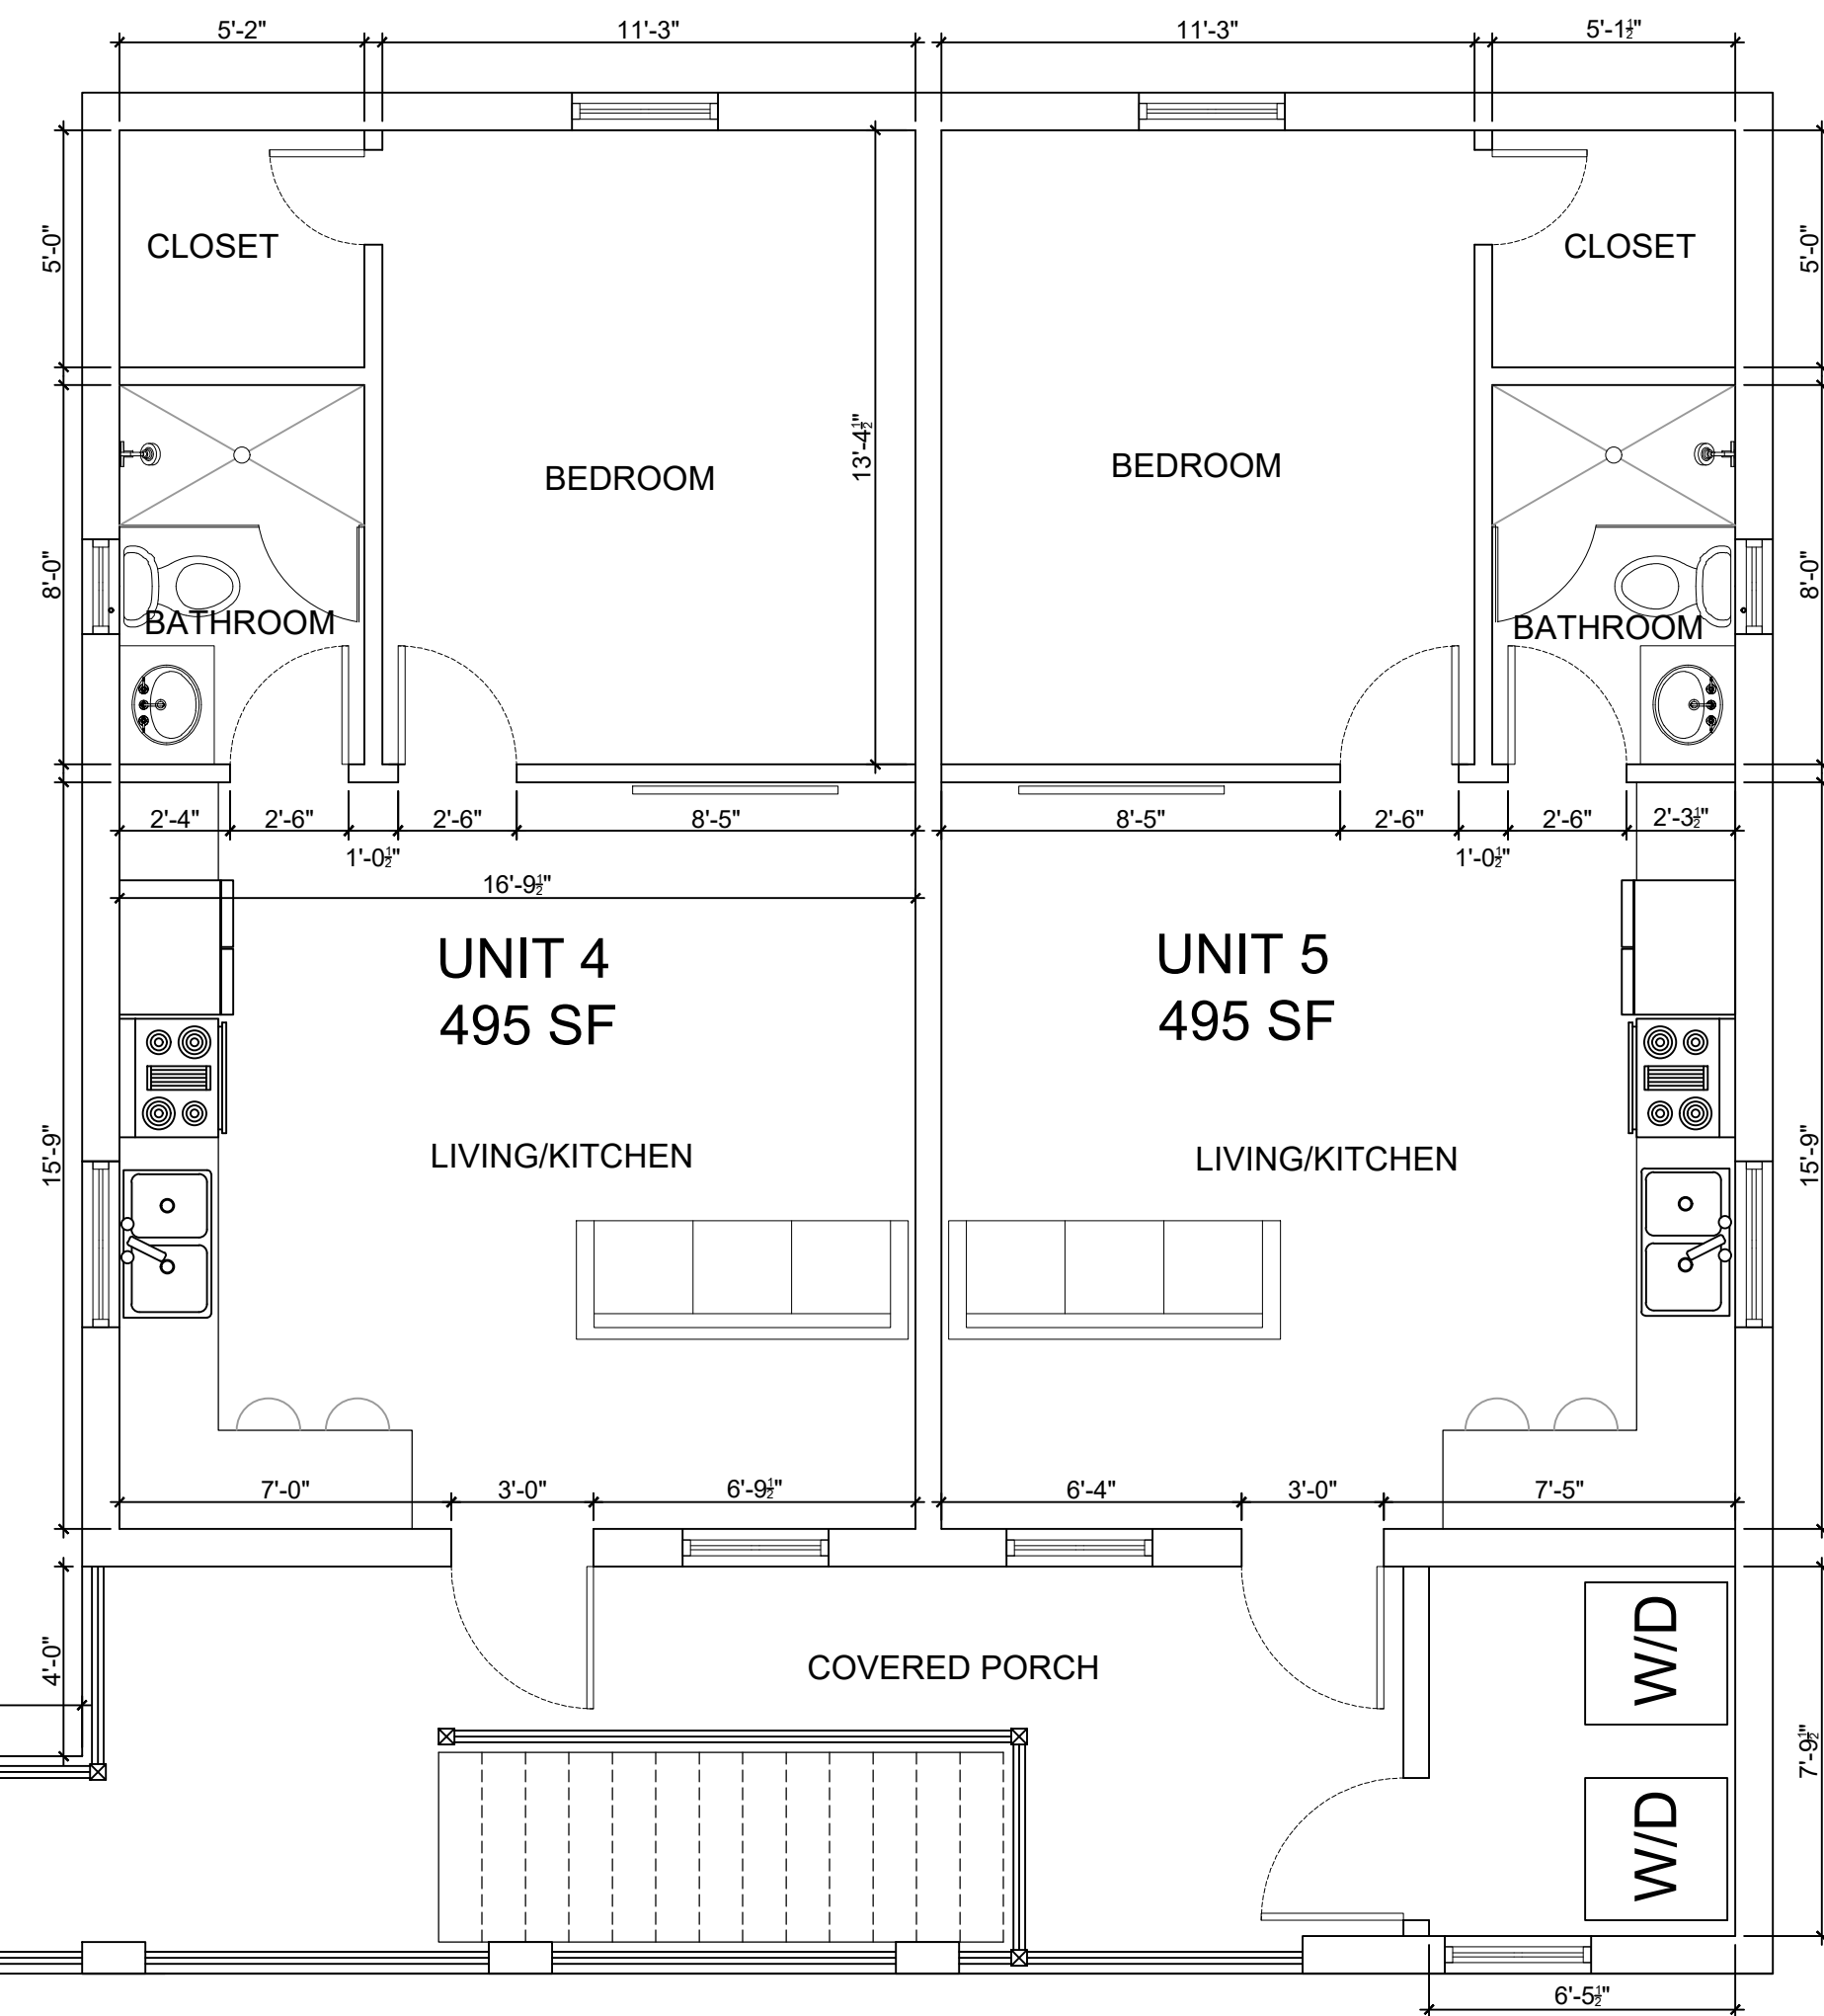 5'-2"
11'-3"
11'-3"
5'-1½"
5'-0"
CLOSET
CLOSET
5'-0"
13'-4½"
BEDROOM
BEDROOM
8'-0"
BATHROOM
BATHROOM
8'-0"
2'-4"
2'-6"
1'-0½"
2'-6"
8'-5"
8'-5"
2'-6"
1'-0½"
2'-6"
2'-3½"
16'-9½"
UNIT 4
495 SF
UNIT 5
495 SF
15'-9"
LIVING/KITCHEN
LIVING/KITCHEN
15'-9"
7'-0"
3'-0"
6'-9½"
6'-4"
3'-0"
7'-5"
4'-0"
COVERED PORCH
W/D
W/D
7'-9½"
6'-5½"